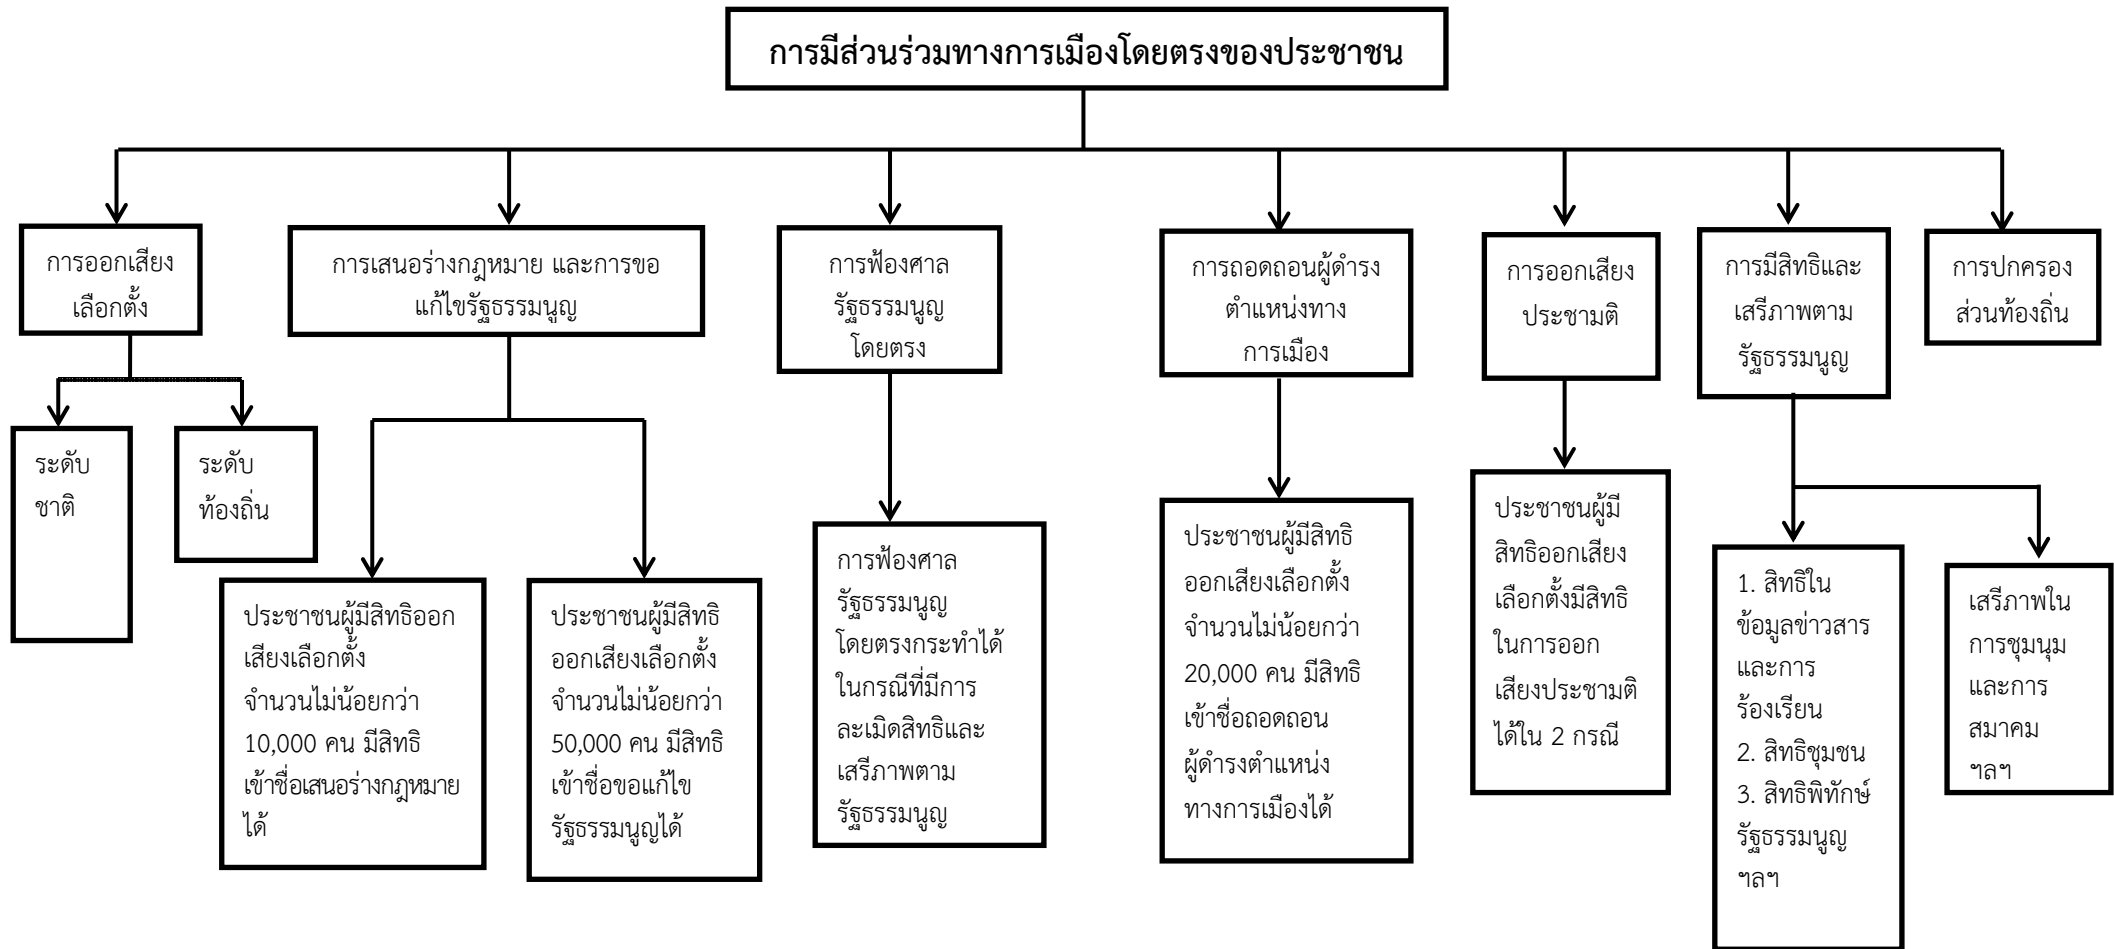 การมีส่วนร่วมทางการเมืองโดยตรงของประชาชน
การออกเสียง
เลือกตั้ง
การเสนอร่างกฎหมาย และการขอ
แก้ไขรัฐธรรมนูญ
การฟ้องศาล
รัฐธรรมนูญ
โดยตรง
การถอดถอนผู้ดำรง
ตำแหน่งทาง
การเมือง
การออกเสียง
ประชามติ
การมีสิทธิและ
เสรีภาพตาม
รัฐธรรมนูญ
การปกครอง
ส่วนท้องถิ่น
ระดับ
ชาติ
ระดับ
ท้องถิ่น
ประชาชนผู้มีสิทธิออก
เสียงเลือกตั้ง
จำนวนไม่น้อยกว่า
10,000 คน มีสิทธิ
เข้าชื่อเสนอร่างกฎหมาย
ได้
ประชาชนผู้มีสิทธิ
ออกเสียงเลือกตั้ง
จำนวนไม่น้อยกว่า
50,000 คน มีสิทธิ
เข้าชื่อขอแก้ไข
รัฐธรรมนูญได้
การฟ้องศาล
รัฐธรรมนูญ
โดยตรงกระทำได้
ในกรณีที่มีการ
ละเมิดสิทธิและ
เสรีภาพตาม
รัฐธรรมนูญ
ประชาชนผู้มีสิทธิ
ออกเสียงเลือกตั้ง
จำนวนไม่น้อยกว่า
20,000 คน มีสิทธิ
เข้าชื่อถอดถอน
ผู้ดำรงตำแหน่ง
ทางการเมืองได้
ประชาชนผู้มี
สิทธิออกเสียง
เลือกตั้งมีสิทธิ
ในการออก
เสียงประชามติ
ได้ใน 2 กรณี
1. สิทธิใน
ข้อมูลข่าวสาร
และการ
ร้องเรียน
2. สิทธิชุมชน
3. สิทธิพิทักษ์
รัฐธรรมนูญ
ฯลฯ
เสรีภาพใน
การชุมนุม
และการ
สมาคม
ฯลฯ